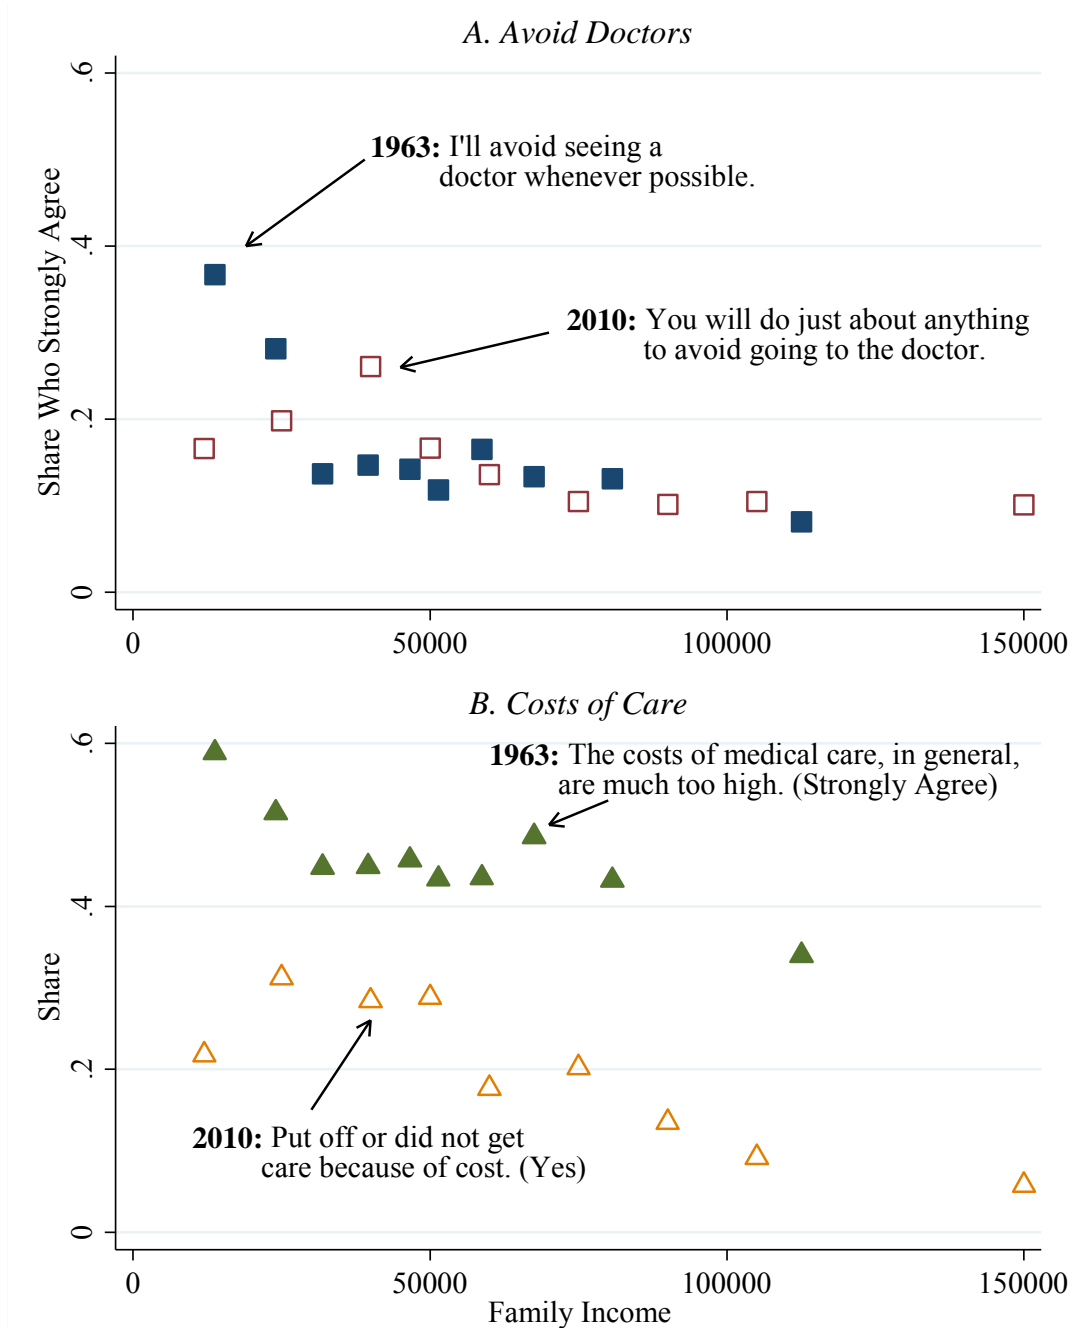 A. Avoid Doctors
Share Who Strongly Agree
.6
.4
.2
0
1963: I'll avoid seeing a
doctor whenever possible.
2010: You will do just about anything
to avoid going to the doctor.
0 50000 100000 150000
B. Costs of Care
Share
.6
.4
.2
0
1963: The costs of medical care, in general,
are much too high. (Strongly Agree)
2010: Put off or did not get
care because of cost. (Yes)
0 50000 100000 150000
Family Income